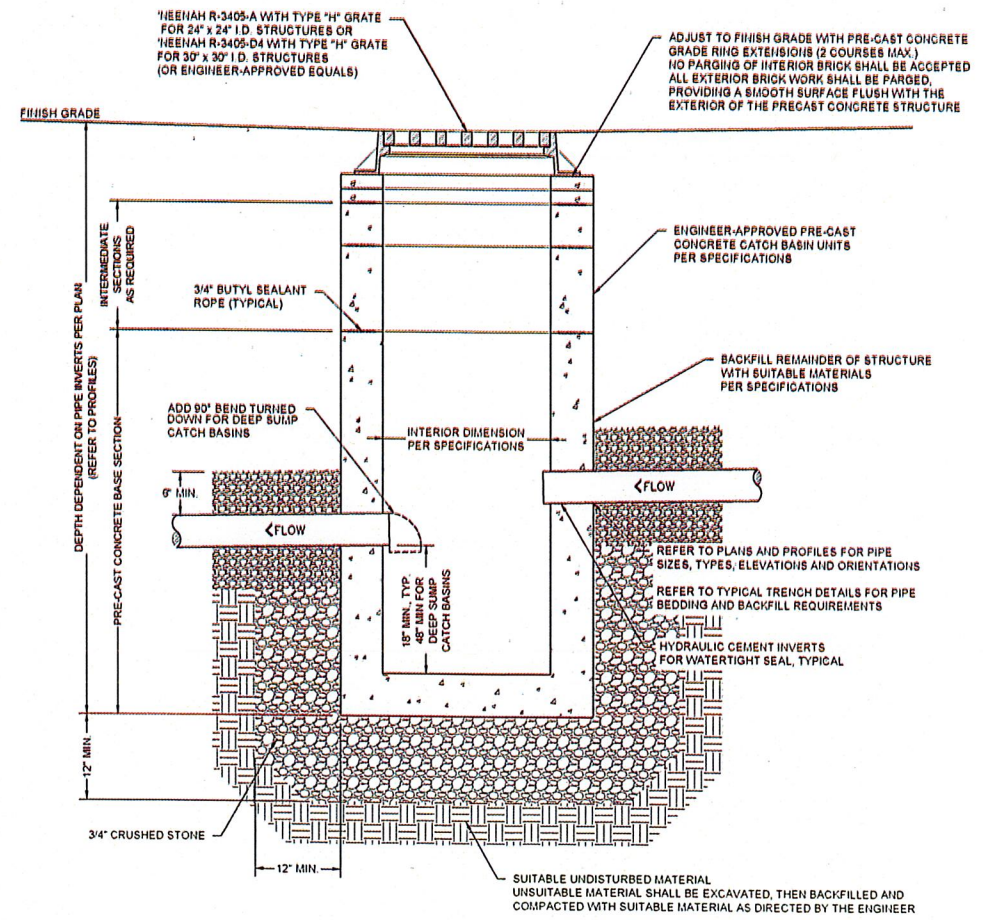 'NEENAH R-3405-A WITH TYPE "H" GRATE
FOR 24" x 24" I.D. STRUCTURES OR
'NEENAH R-3405-D4 WITH TYPE "H" GRATE
FOR 30" x 30" I.D. STRUCTURES
(OR ENGINEER-APPROVED EQUALS)
ADJUST TO FINISH GRADE WITH PRE-CAST CONCRETE
GRADE RING EXTENSIONS (2 COURSES MAX.)
NO PARGING OF INTERIOR BRICK SHALL BE ACCEPTED
ALL EXTERIOR BRICK WORK SHALL BE PARGED,
PROVIDING A SMOOTH SURFACE FLUSH WITH THE
EXTERIOR OF THE PRECAST CONCRETE STRUCTURE
FINISH GRADE
DEPTH DEPENDENT ON PIPE INVERTS PER PLAN
(REFER TO PROFILES)
INTERMEDIATE
SECTIONS
AS REQUIRED
PRE-CAST CONCRETE BASE SECTION
ENGINEER-APPROVED PRE-CAST
CONCRETE CATCH BASIN UNITS
PER SPECIFICATIONS
3/4" BUTYL SEALANT
ROPE (TYPICAL)
BACKFILL REMAINDER OF STRUCTURE
WITH SUITABLE MATERIALS
PER SPECIFICATIONS
ADD 90° BEND TURNED
DOWN FOR DEEP SUMP
CATCH BASINS
INTERIOR DIMENSION
PER SPECIFICATIONS
6" MIN.
<FLOW
<FLOW
18" MIN., TYP.
48" MIN FOR
DEEP SUMP
CATCH BASINS
REFER TO PLANS AND PROFILES FOR PIPE
SIZES, TYPES, ELEVATIONS AND ORIENTATIONS
REFER TO TYPICAL TRENCH DETAILS FOR PIPE
BEDDING AND BACKFILL REQUIREMENTS
HYDRAULIC CEMENT INVERTS
FOR WATERTIGHT SEAL, TYPICAL
12" MIN.
3/4" CRUSHED STONE
12" MIN.
SUITABLE UNDISTURBED MATERIAL
UNSUITABLE MATERIAL SHALL BE EXCAVATED, THEN BACKFILLED AND
COMPACTED WITH SUITABLE MATERIAL AS DIRECTED BY THE ENGINEER